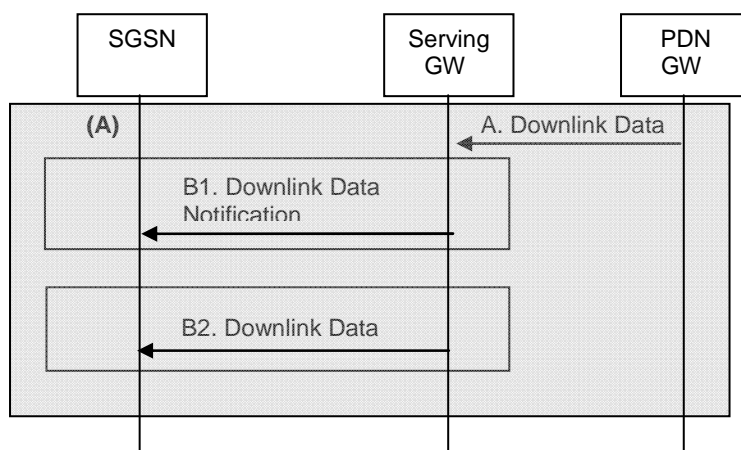 SGSN
Serving
GW
PDN
GW
(A)
A. Downlink Data
B1. Downlink Data
Notification
B2. Downlink Data